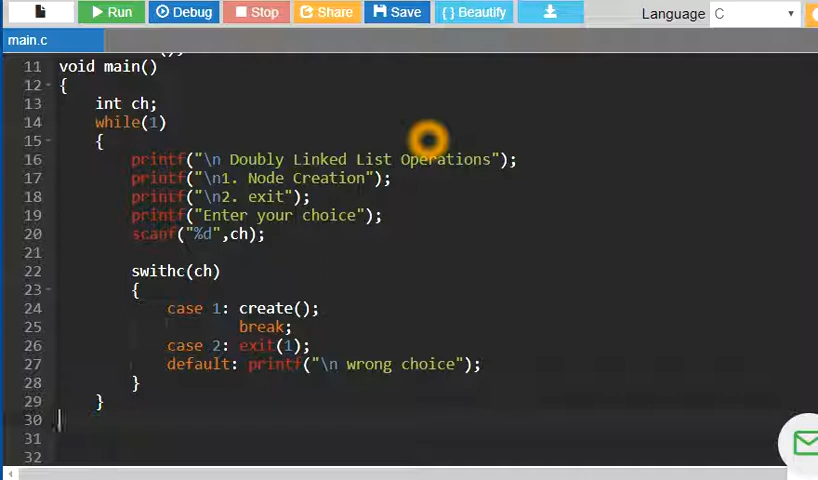 Run Debug Stop Share Save { } Beautify Language C
main.c
11 void main()
12 {
13 int ch;
14 while(1)
15 {
16 printf("\n Doubly Linked List Operations");
17 printf("\n1. Node Creation");
18 printf("\n2. exit");
19 printf("Enter your choice");
20 scanf("%d",ch);
21
22 swithc(ch)
23 {
24 case 1: create();
25 break;
26 case 2: exit(1);
27 default: printf("\n wrong choice");
28 }
29 }
30
31
32